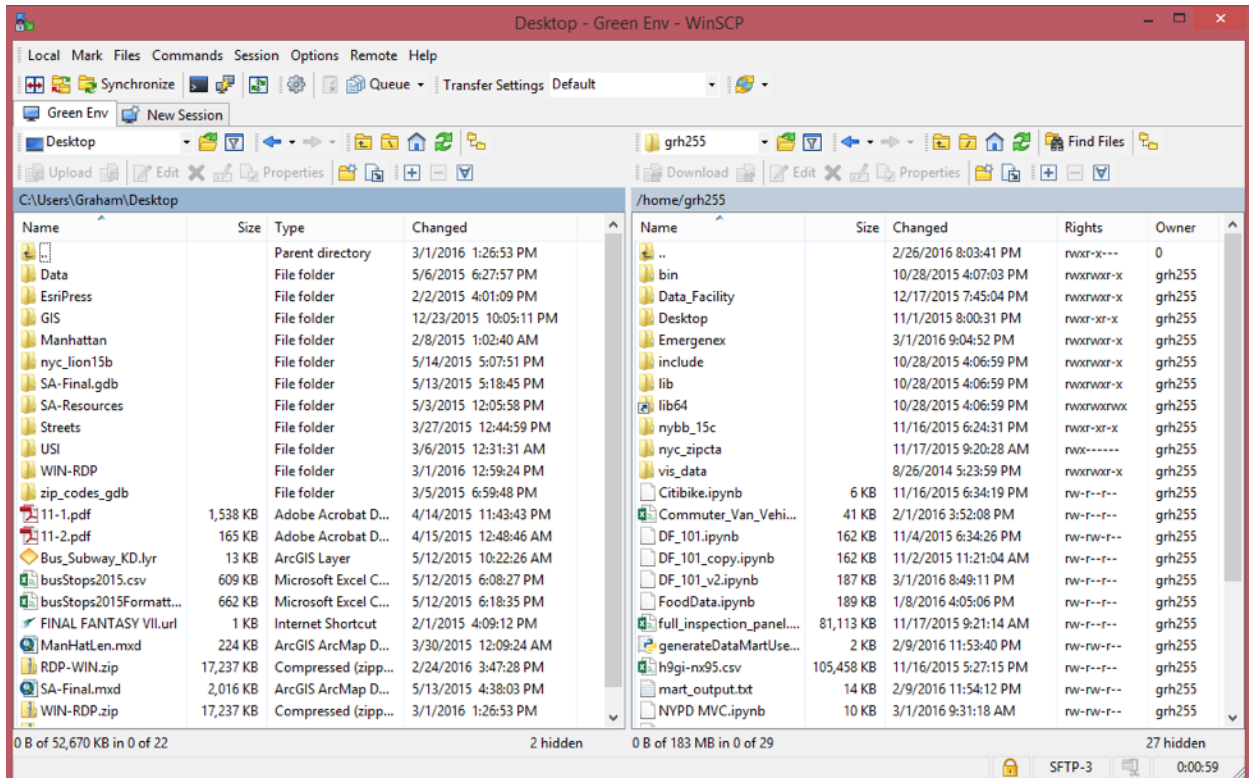 Desktop - Green Env - WinSCP
Local Mark Files Commands Session Options Remote Help
Synchronize Queue Transfer Settings Default
Green Env New Session
Desktop grh255 Find Files
Upload Edit Properties Download Edit Properties
C:\Users\Graham\Desktop /home/grh255
Name Size Type Changed Name Size Changed Rights Owner
.. Parent directory 3/1/2016 1:26:53 PM .. 2/26/2016 8:03:41 PM rwxr-x--- 0
Data File folder 5/6/2015 6:27:57 PM bin 10/28/2015 4:07:03 PM rwxrwxr-x grh255
EsriPress File folder 2/2/2015 4:01:09 PM Data_Facility 12/17/2015 7:45:04 PM rwxrwxr-x grh255
GIS File folder 12/23/2015 10:05:11 PM Desktop 11/1/2015 8:00:31 PM rwxr-xr-x grh255
Manhattan File folder 2/8/2015 1:02:40 AM Emergenex 3/1/2016 9:04:52 PM rwxrwxr-x grh255
nyc_lion15b File folder 5/14/2015 5:07:51 PM include 10/28/2015 4:06:59 PM rwxrwxr-x grh255
SA-Final.gdb File folder 5/13/2015 5:18:45 PM lib 10/28/2015 4:06:59 PM rwxrwxr-x grh255
SA-Resources File folder 5/3/2015 12:05:58 PM lib64 10/28/2015 4:06:59 PM rwxrwxrwx grh255
Streets File folder 3/27/2015 12:44:59 PM nybb_15c 11/16/2015 6:24:31 PM rwxr-xr-x grh255
USI File folder 3/6/2015 12:31:31 AM nyc_zipcta 11/17/2015 9:20:28 AM rwx------ grh255
WIN-RDP File folder 3/1/2016 12:59:24 PM vis_data 8/26/2014 5:23:59 PM rwxrwxr-x grh255
zip_codes_gdb File folder 3/5/2015 6:59:48 PM Citibike.ipynb 6 KB 11/16/2015 6:34:19 PM rw-r--r-- grh255
11-1.pdf 1,538 KB Adobe Acrobat D... 4/14/2015 11:43:43 PM Commuter_Van_Vehi... 41 KB 2/1/2016 3:52:08 PM rw-r--r-- grh255
11-2.pdf 165 KB Adobe Acrobat D... 4/15/2015 12:48:46 AM DF_101.ipynb 162 KB 11/4/2015 6:34:26 PM rw-rw-r-- grh255
Bus_Subway_KD.lyr 13 KB ArcGIS Layer 5/12/2015 10:22:26 AM DF_101_copy.ipynb 162 KB 11/2/2015 11:21:04 AM rw-r--r-- grh255
busStops2015.csv 609 KB Microsoft Excel C... 5/12/2015 6:08:27 PM DF_101_v2.ipynb 187 KB 3/1/2016 8:49:11 PM rw-r--r-- grh255
busStops2015Formatt... 662 KB Microsoft Excel C... 5/12/2015 6:18:35 PM FoodData.ipynb 189 KB 1/8/2016 4:05:06 PM rw-r--r-- grh255
FINAL FANTASY VII.url 1 KB Internet Shortcut 2/1/2015 4:09:12 PM full_inspection_panel.... 81,113 KB 11/17/2015 9:21:14 AM rw-r--r-- grh255
ManHatLen.mxd 224 KB ArcGIS ArcMap D... 3/30/2015 12:09:24 AM generateDataMartUse... 2 KB 2/9/2016 11:53:40 PM rw-rw-r-- grh255
RDP-WIN.zip 17,237 KB Compressed (zipp... 2/24/2016 3:47:28 PM h9gi-nx95.csv 105,458 KB 11/16/2015 5:27:15 PM rw-r--r-- grh255
SA-Final.mxd 2,016 KB ArcGIS ArcMap D... 5/13/2015 4:38:03 PM mart_output.txt 14 KB 2/9/2016 11:54:12 PM rw-rw-r-- grh255
WIN-RDP.zip 17,237 KB Compressed (zipp... 3/1/2016 1:26:53 PM NYPD MVC.ipynb 10 KB 3/1/2016 9:31:18 AM rw-rw-r-- grh255
0 B of 52,670 KB in 0 of 22 2 hidden 0 B of 183 MB in 0 of 29 27 hidden
SFTP-3 0:00:59